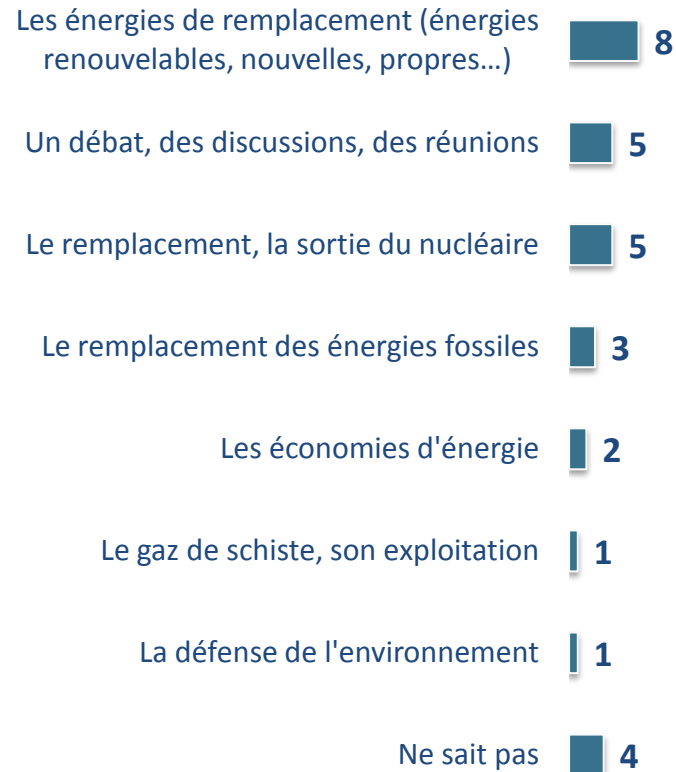 Les énergies de remplacement (énergies
renouvelables, nouvelles, propres…)
8
Un débat, des discussions, des réunions
5
Le remplacement, la sortie du nucléaire
5
Le remplacement des énergies fossiles
3
Les économies d'énergie
2
Le gaz de schiste, son exploitation
1
La défense de l'environnement
1
Ne sait pas
4